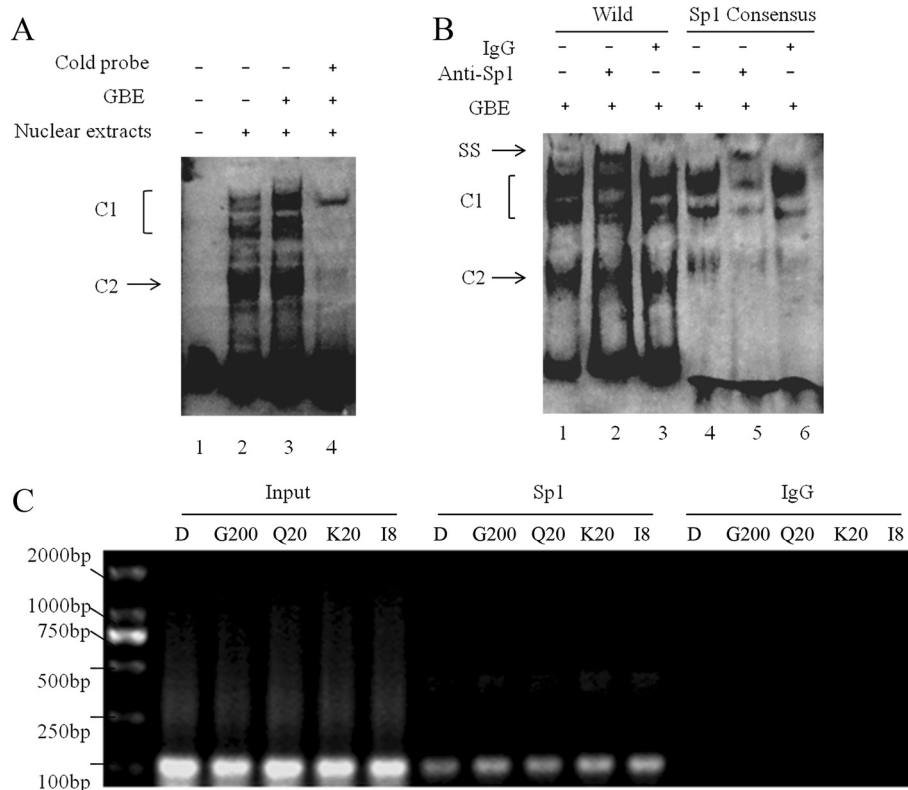 A
Cold probe - - - +
GBE - - + +
Nuclear extracts - + + +
C1
C2
1 2 3 4
B
Wild Sp1 Consensus
IgG - - + - - +
Anti-Sp1 - + - - + -
GBE + + + + + +
SS
C1
C2
1 2 3 4 5 6
C
Input Sp1 IgG
D G200 Q20 K20 I8 D G200 Q20 K20 I8 D G200 Q20 K20 I8
2000bp
1000bp
750bp
500bp
250bp
100bp